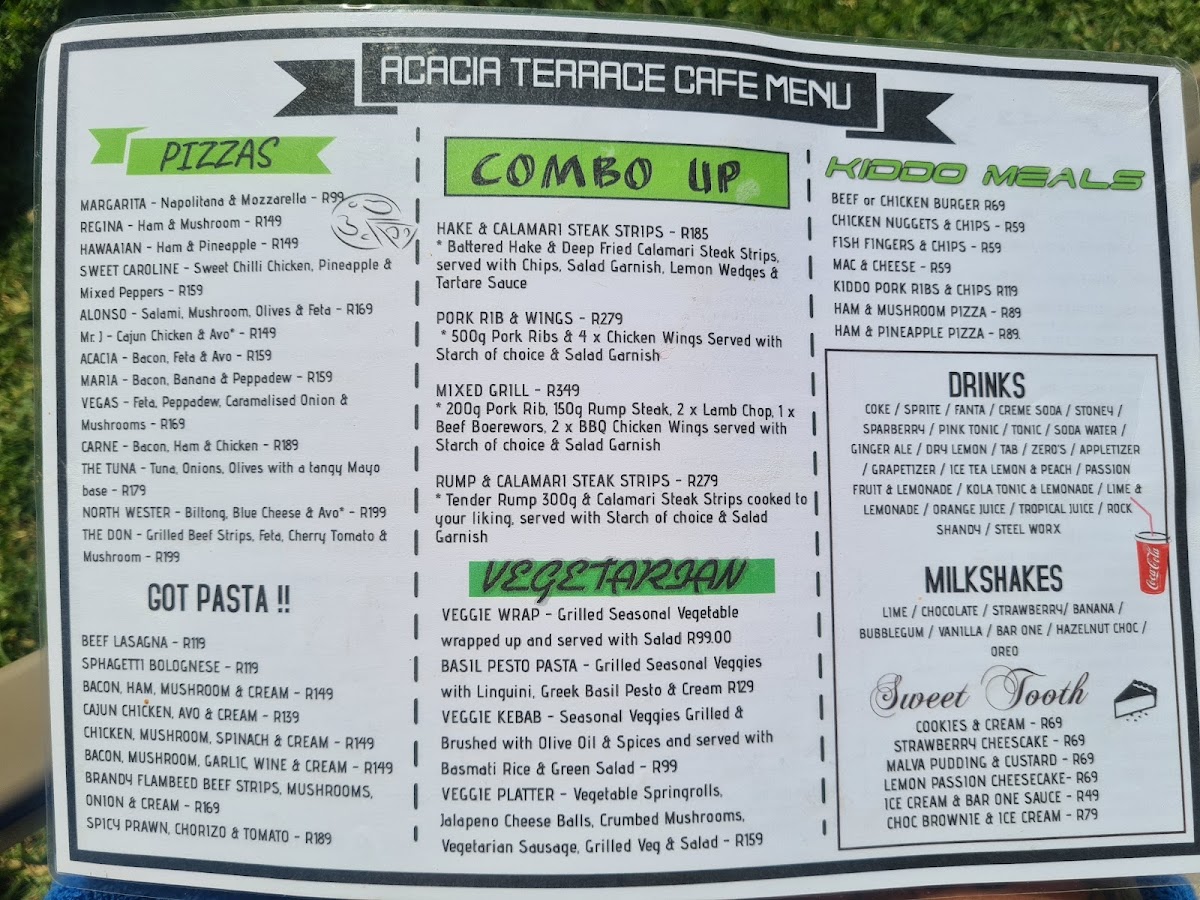 ACACIA TERRACE CAFE MENU
PIZZAS
MARGARITA - Napolitana & Mozzarella - R99
REGINA - Ham & Mushroom - R149
HAWAAIAN - Ham & Pineapple - R149
SWEET CAROLINE - Sweet Chilli Chicken, Pineapple &
Mixed Peppers - R159
ALONSO - Salami, Mushroom, Olives & Feta - R169
Mr. J - Cajun Chicken & Avo* - R149
ACACIA - Bacon, Feta & Avo - R159
MARIA - Bacon, Banana & Peppadew - R159
VEGAS - Feta, Peppadew, Caramalised Onion &
Mushrooms - R169
CARNE - Bacon, Ham & Chicken - R189
THE TUNA - Tuna, Onions, Olives with a tangy Mayo
base - R179
NORTH WESTER - Biltong, Blue Cheese & Avo* - R199
THE DON - Grilled Beef Strips, Feta, Cherry Tomato &
Mushroom - R199
GOT PASTA !!
BEEF LASAGNA - R119
SPHAGETTI BOLOGNESE - R119
BACON, HAM, MUSHROOM & CREAM - R149
CAJUN CHICKEN, AVO & CREAM - R139
CHICKEN, MUSHROOM, SPINACH & CREAM - R149
BACON, MUSHDROOM, GARLIC, WINE & CREAM - R149
BRANDY FLAMBEED BEEF STRIPS, MUSHROOMS,
ONION & CREAM - R169
SPICY PRAWN, CHORIZO & TOMATO - R189
COMBO UP
HAKE & CALAMARI STEAK STRIPS - R185
* Battered Hake & Deep Fried Calamari Steak Strips,
served with Chips, Salad Garnish, Lemon Wedges &
Tartare Sauce
PORK RIB & WINGS - R279
* 500g Pork Ribs & 4 x Chicken Wings Served with
Starch of choice & Salad Garnish
MIXED GRILL - R349
* 200g Pork Rib, 150g Rump Steak, 2 x Lamb Chop, 1 x
Beef Boerewors, 2 x BBQ Chicken Wings served with
Starch of choice & Salad Garnish
RUMP & CALAMARI STEAK STRIPS - R279
* Tender Rump 300g & Calamari Steak Strips cooked to
your liking, served with Starch of choice & Salad
Garnish
VEGETARIAN
VEGGIE WRAP - Grilled Seasonal Vegetable
wrapped up and served with Salad R99.00
BASIL PESTO PASTA - Grilled Seasonal Veggies
with Linquini, Greek Basil Pesto & Cream R129
VEGGIE KEBAB - Seasonal Veggies Grilled &
Brushed with Olive Oil & Spices and served with
Basmati Rice & Green Salad - R99
VEGGIE PLATTER - Vegetable Springrolls,
Jalapeno Cheese Balls, Crumbed Mushrooms,
Vegetarian Sausage, Grilled Veg & Salad - R159
KIDDO MEALS
BEEF or CHICKEN BURGER R69
CHICKEN NUGGETS & CHIPS - R59
FISH FINGERS & CHIPS - R59
MAC & CHEESE - R59
KIDDO PORK RIBS & CHIPS R119
HAM & MUSHROOM PIZZA - R89
HAM & PINEAPPLE PIZZA - R89.
DRINKS
COKE / SPRITE / FANTA / CREME SODA / STONEY /
SPARBERRY / PINK TONIC / TONIC / SODA WATER /
GINGER ALE / DRY LEMON / TAB / ZERO'S / APPLETIZER
/ GRAPETIZER / ICE TEA LEMON & PEACH / PASSION
FRUIT & LEMONADE / KOLA TONIC & LEMONADE / LIME &
LEMONADE / ORANGE JUICE / TROPICAL JUICE / ROCK
SHANDY / STEEL WORX
Coca-Cola
MILKSHAKES
LIME / CHOCOLATE / STRAWBERRY/ BANANA /
BUBBLEGUM / VANILLA / BAR ONE / HAZELNUT CHOC /
OREO
Sweet Tooth
COOKIES & CREAM - R69
STRAWBERRY CHEESCAKE - R69
MALVA PUDDING & CUSTARD - R69
LEMON PASSION CHEESECAKE- R69
ICE CREAM & BAR ONE SAUCE - R49
CHOC BROWNIE & ICE CREAM - R79